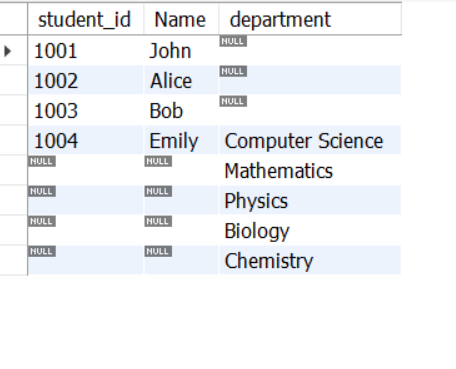 student_id Name department
1001 John NULL
1002 Alice NULL
1003 Bob NULL
1004 Emily Computer Science
NULL NULL Mathematics
NULL NULL Physics
NULL NULL Biology
NULL NULL Chemistry